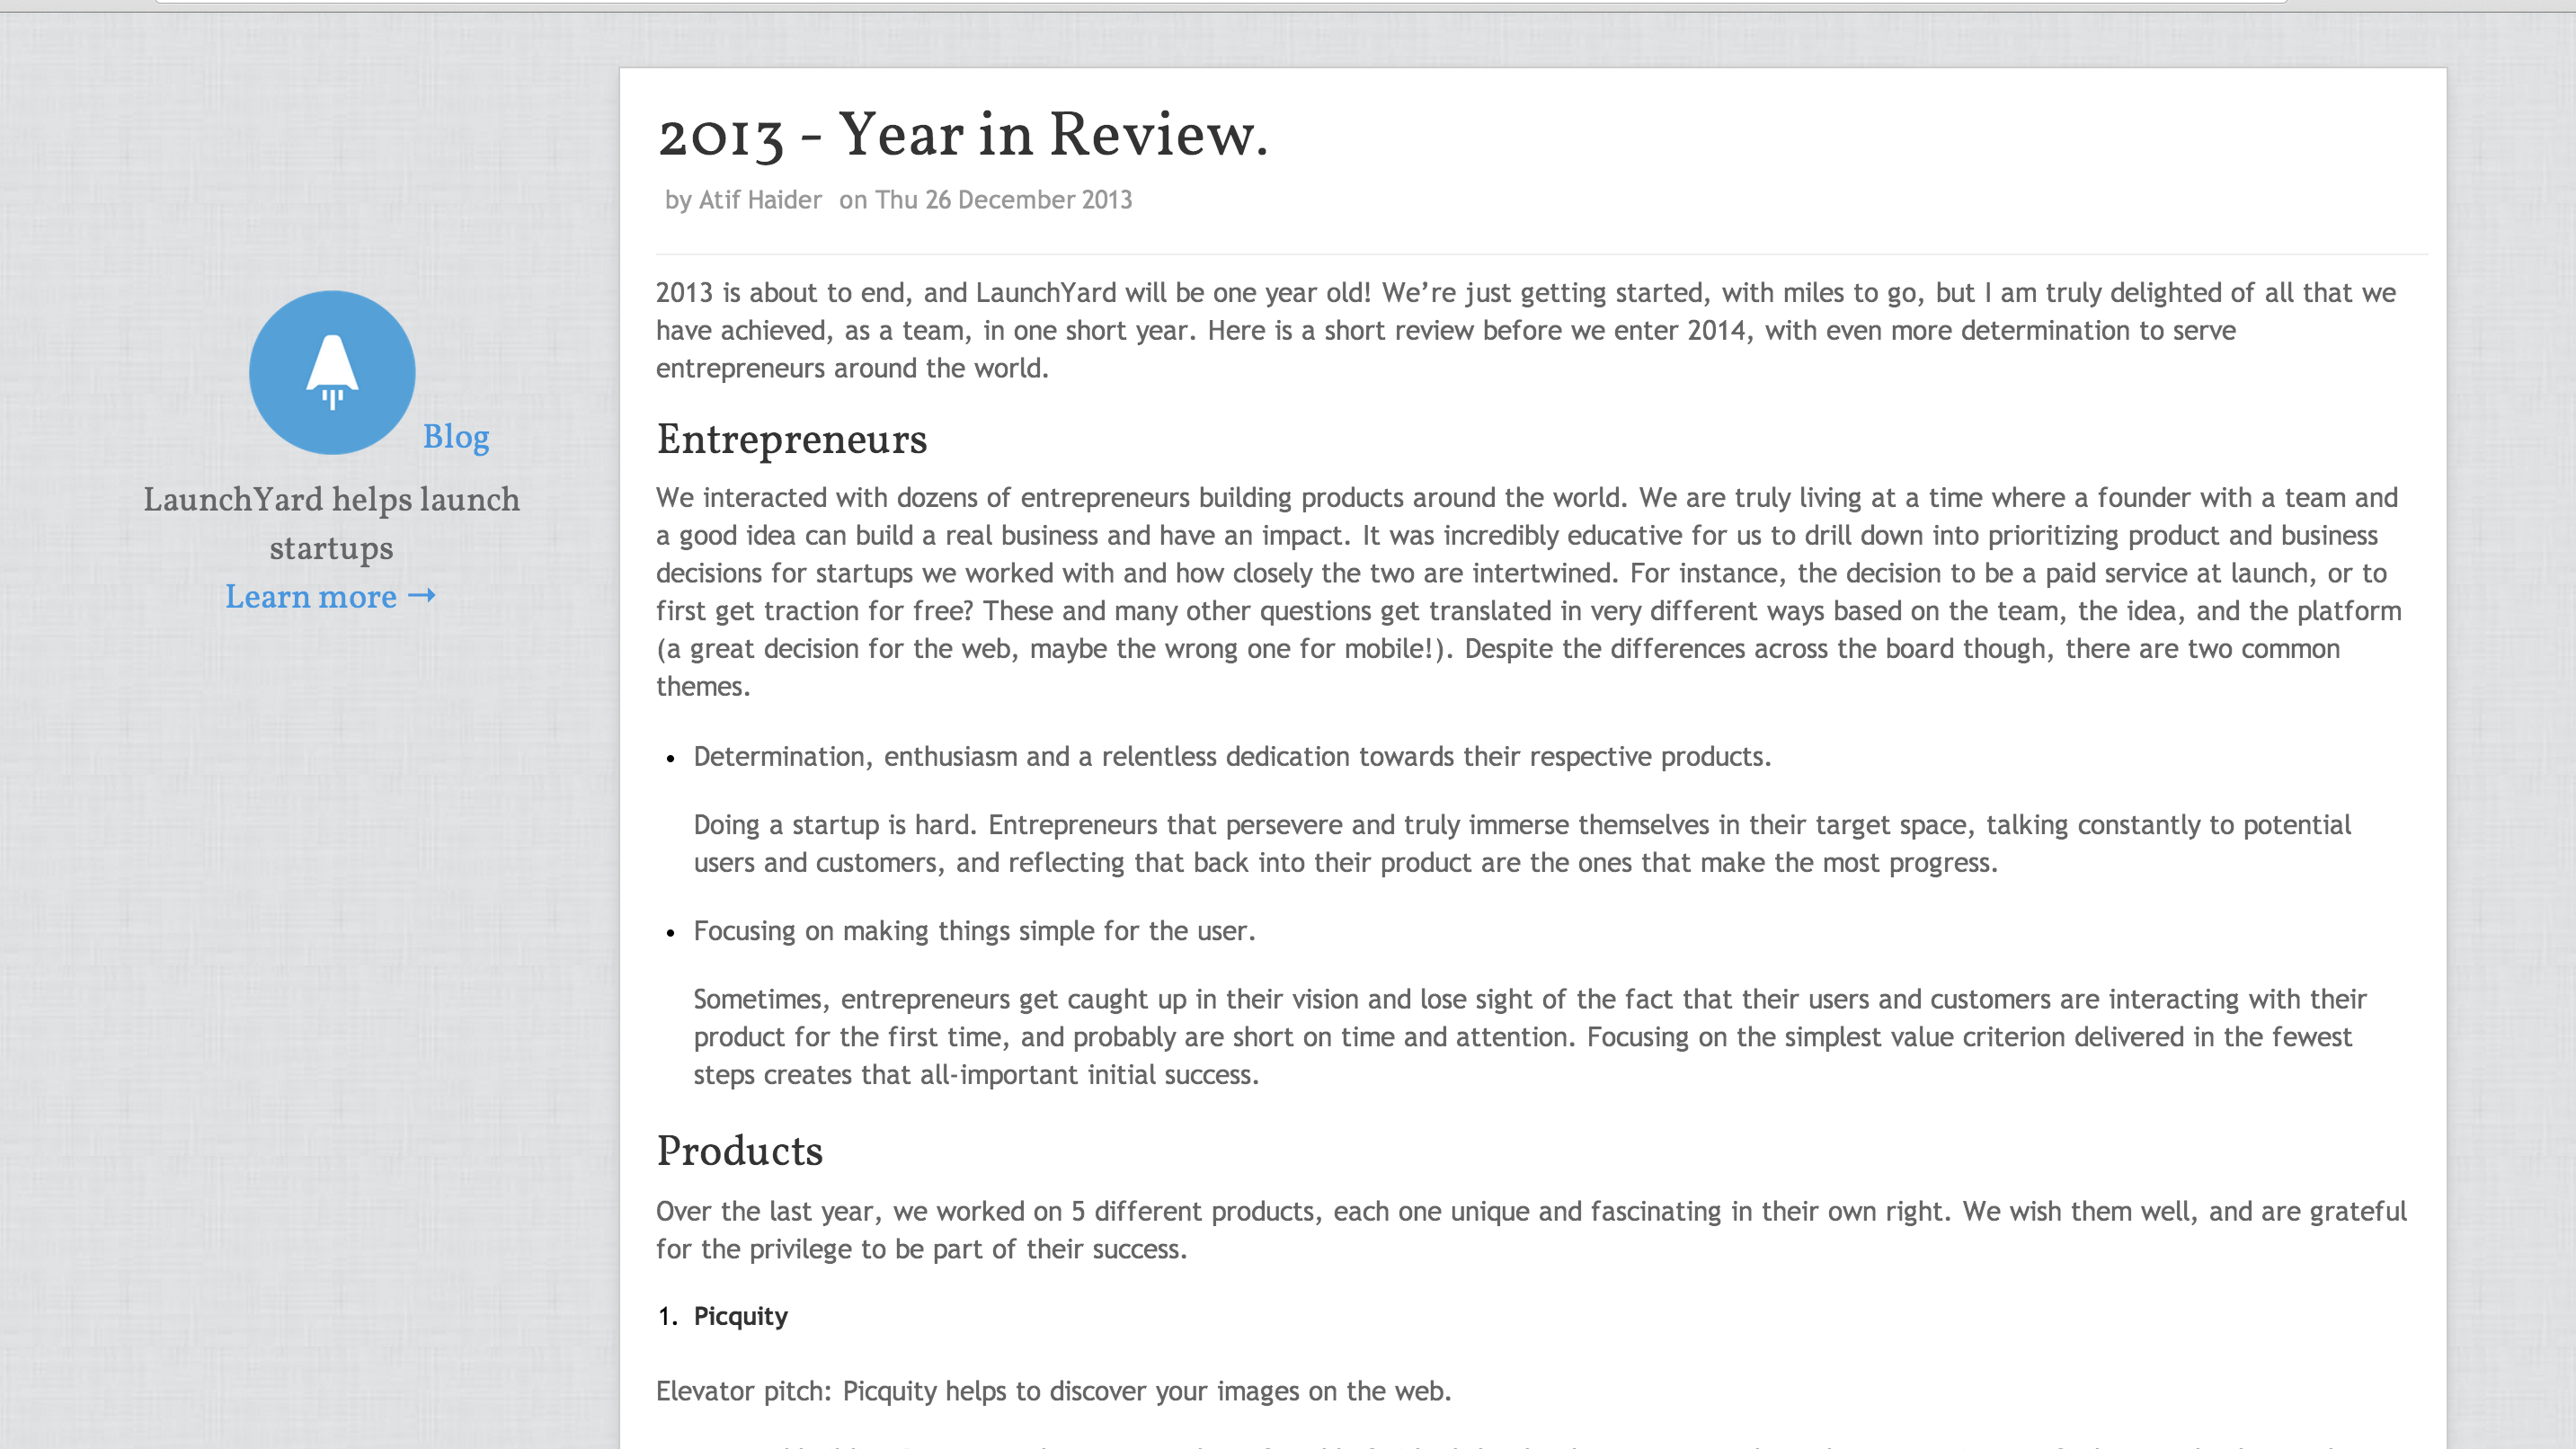 2013 - Year in Review.
by Atif Haider on Thu 26 December 2013
Blog
LaunchYard helps launch
startups
Learn more →
2013 is about to end, and LaunchYard will be one year old! We’re just getting started, with miles to go, but I am truly delighted of all that we
have achieved, as a team, in one short year. Here is a short review before we enter 2014, with even more determination to serve
entrepreneurs around the world.
Entrepreneurs
We interacted with dozens of entrepreneurs building products around the world. We are truly living at a time where a founder with a team and
a good idea can build a real business and have an impact. It was incredibly educative for us to drill down into prioritizing product and business
decisions for startups we worked with and how closely the two are intertwined. For instance, the decision to be a paid service at launch, or to
first get traction for free? These and many other questions get translated in very different ways based on the team, the idea, and the platform
(a great decision for the web, maybe the wrong one for mobile!). Despite the differences across the board though, there are two common
themes.
• Determination, enthusiasm and a relentless dedication towards their respective products.
Doing a startup is hard. Entrepreneurs that persevere and truly immerse themselves in their target space, talking constantly to potential
users and customers, and reflecting that back into their product are the ones that make the most progress.
• Focusing on making things simple for the user.
Sometimes, entrepreneurs get caught up in their vision and lose sight of the fact that their users and customers are interacting with their
product for the first time, and probably are short on time and attention. Focusing on the simplest value criterion delivered in the fewest
steps creates that all-important initial success.
Products
Over the last year, we worked on 5 different products, each one unique and fascinating in their own right. We wish them well, and are grateful
for the privilege to be part of their success.
1. Picquity
Elevator pitch: Picquity helps to discover your images on the web.